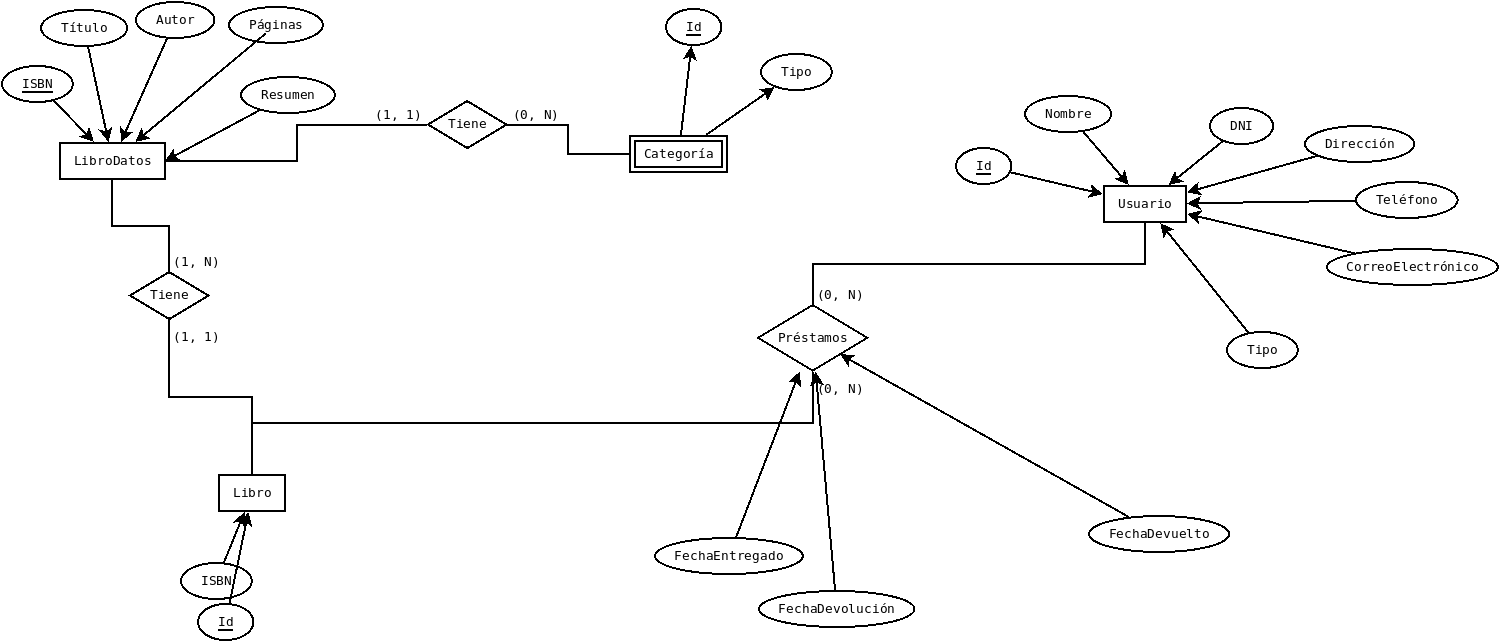 Título
Autor
Páginas
ISBN
Resumen
LibroDatos
(1, 1)
Tiene
(0, N)
Id
Tipo
Categoría
Nombre
DNI
Dirección
Id
Teléfono
Usuario
CorreoElectrónico
Tipo
(1, N)
Tiene
(1, 1)
(0, N)
Préstamos
(0, N)
Libro
ISBN
Id
FechaEntregado
FechaDevolución
FechaDevuelto